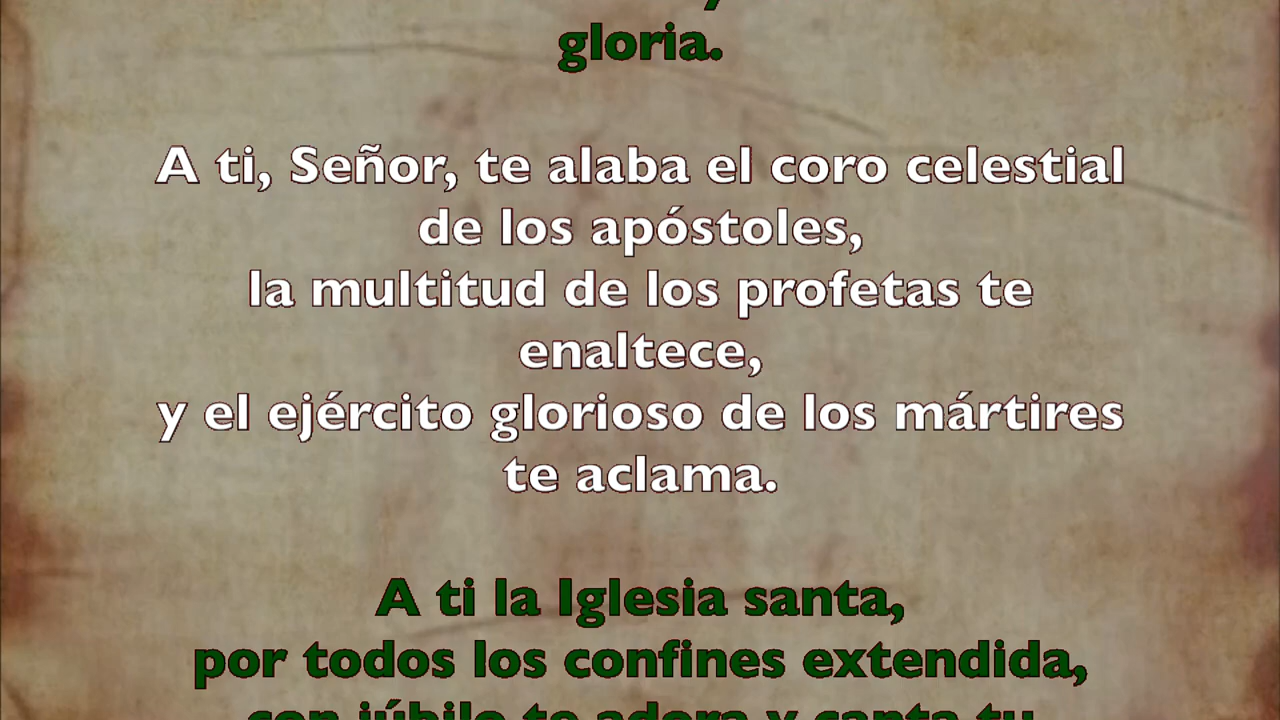 gloria.
A ti, Señor, te alaba el coro celestial
de los apóstoles,
la multitud de los profetas te
enaltece,
y el ejército glorioso de los mártires
te aclama.
A ti la Iglesia santa,
por todos los confines extendida,
con júbilo te adora y canta tu